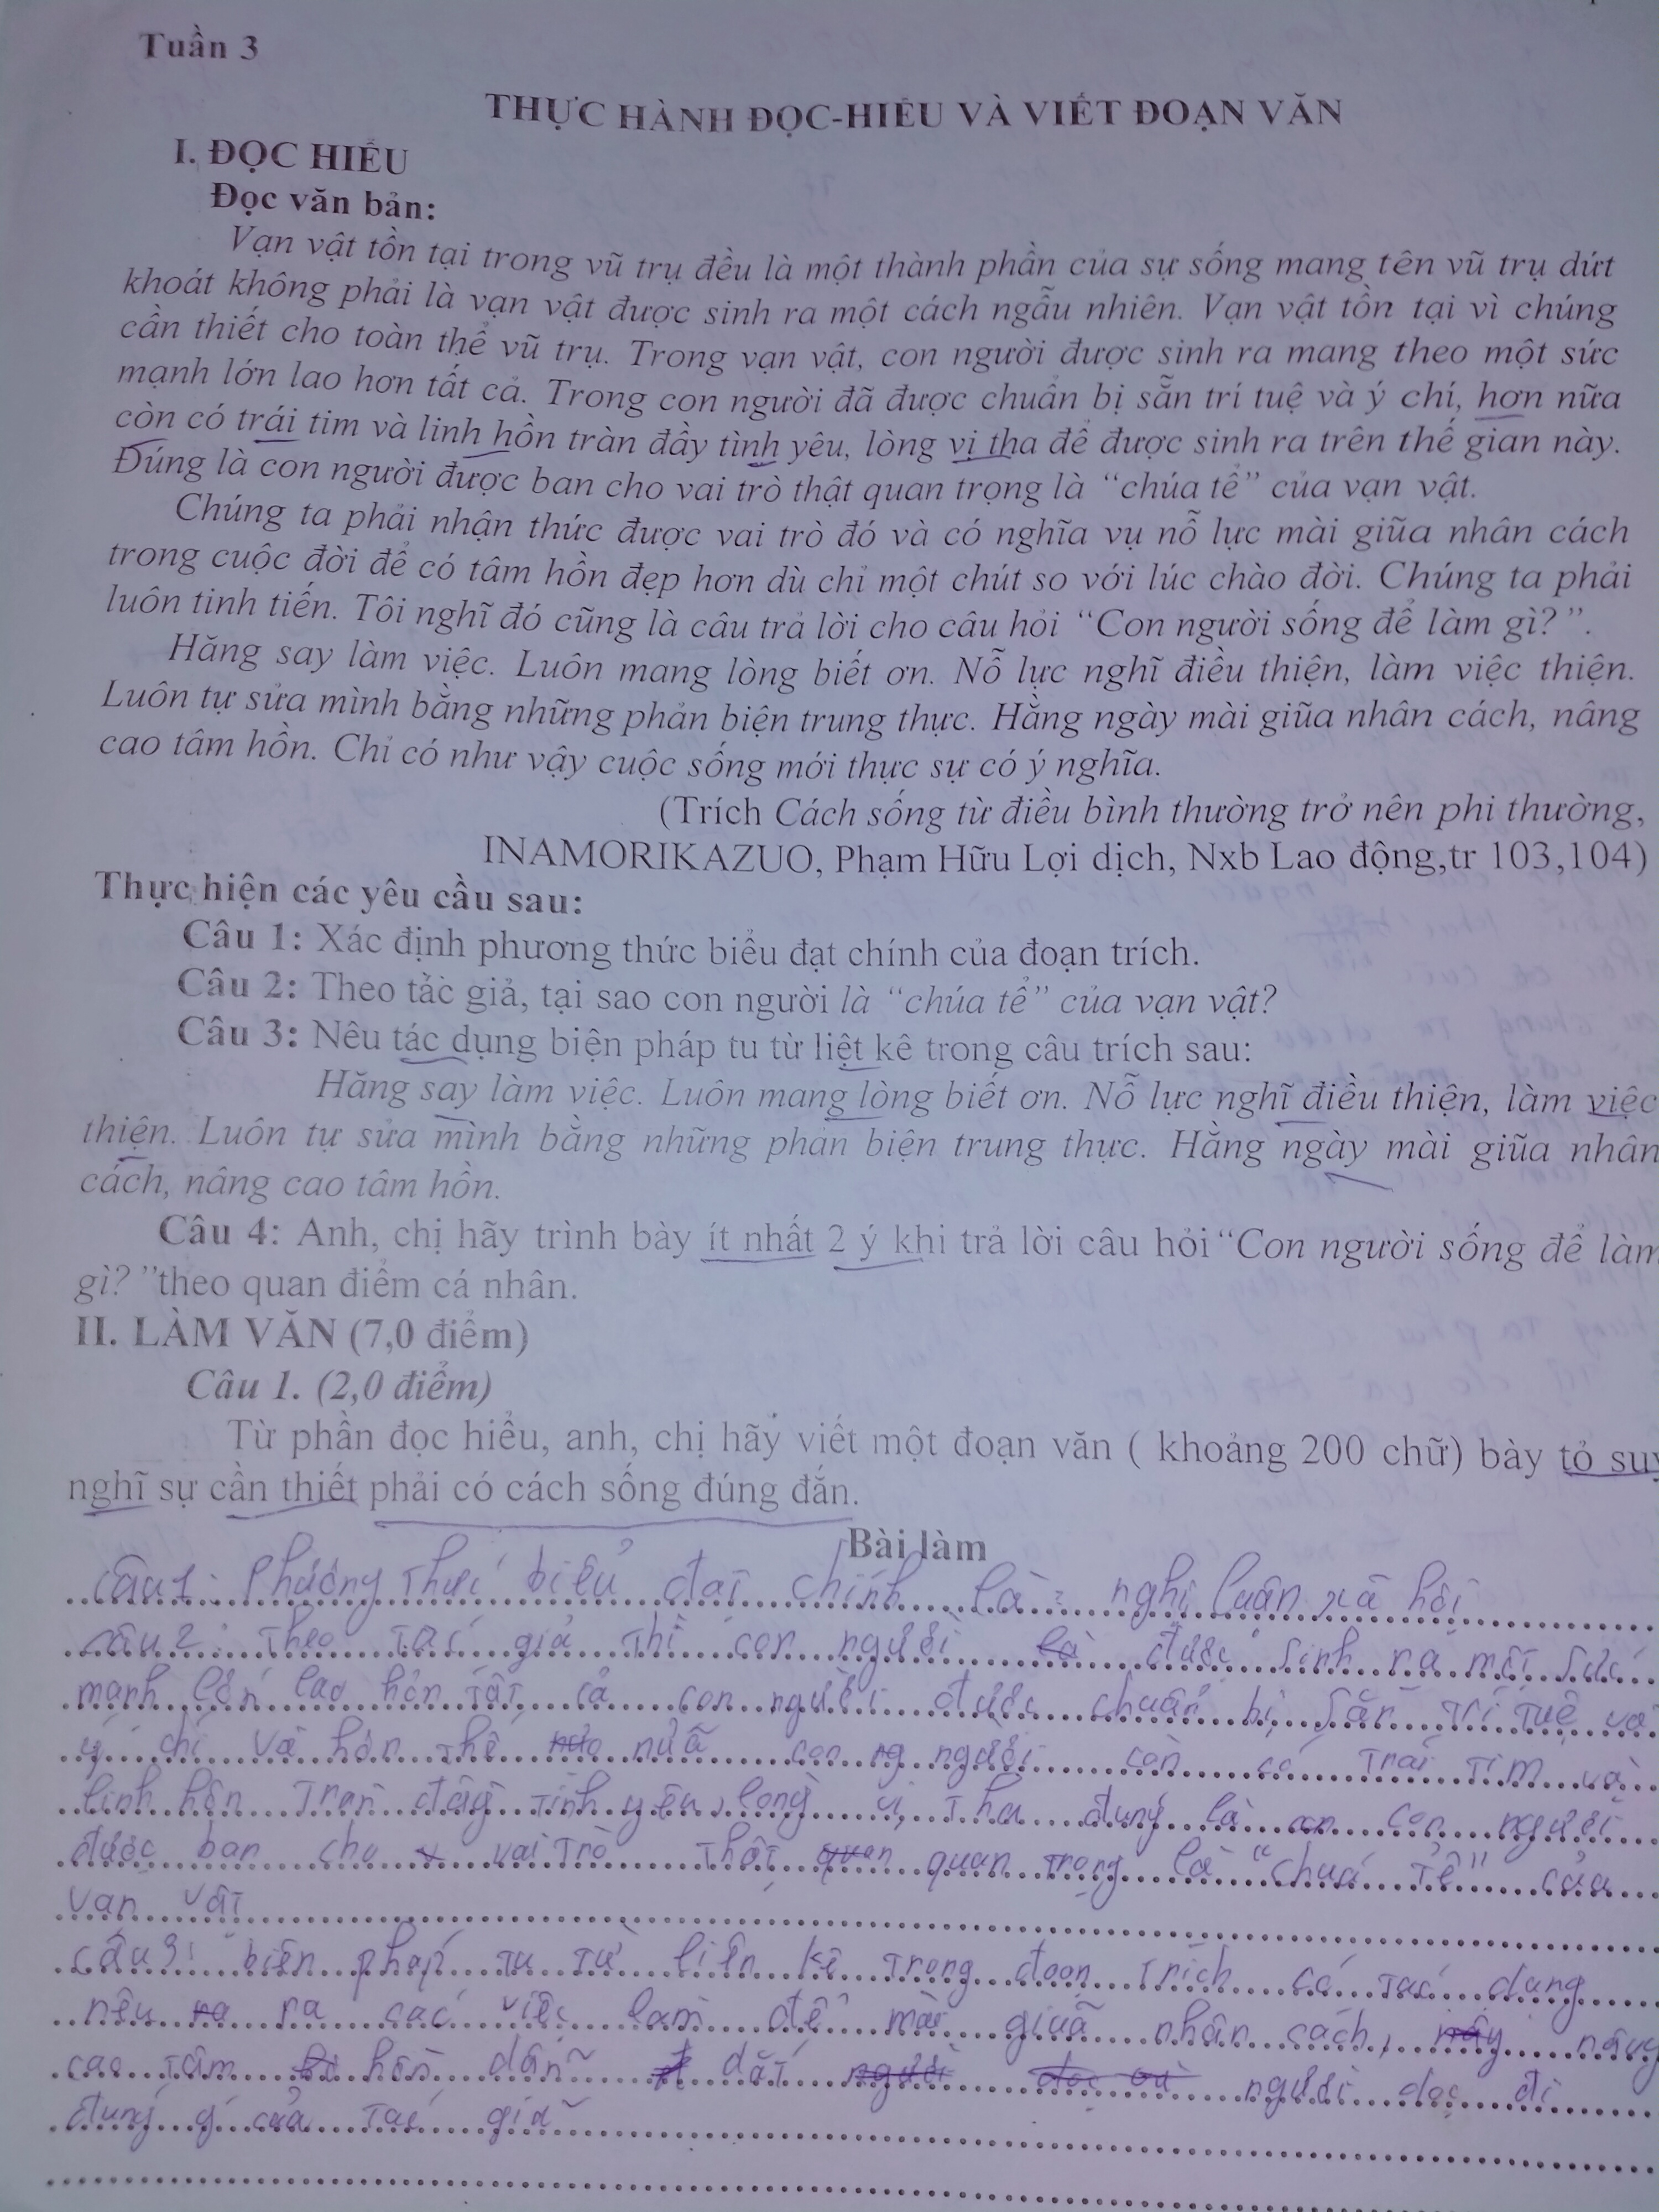 Tuần 3
THỰC HÀNH ĐỌC-HIỂU VÀ VIẾT ĐOẠN VĂN
I. ĐỌC HIỂU
Đọc văn bản:
Vạn vật tồn tại trong vũ trụ đều là một thành phần của sự sống mang tên vũ trụ dứt
khoát không phải là vạn vật được sinh ra một cách ngẫu nhiên. Vạn vật tồn tại vì chúng
cần thiết cho toàn thể vũ trụ. Trong vạn vật, con người được sinh ra mang theo một sức
mạnh lớn lao hơn tất cả. Trong con người đã được chuẩn bị sẵn trí tuệ và ý chí, hơn nữa
còn có trái tim và linh hồn tràn đầy tình yêu, lòng vị tha để được sinh ra trên thế gian này.
Đúng là con người được ban cho vai trò thật quan trọng là “chúa tể” của vạn vật.
Chúng ta phải nhận thức được vai trò đó và có nghĩa vụ nỗ lực mài giũa nhân cách
trong cuộc đời để có tâm hồn đẹp hơn dù chỉ một chút so với lúc chào đời. Chúng ta phải
luôn tinh tiến. Tôi nghĩ đó cũng là câu trả lời cho câu hỏi “Con người sống để làm gì?”.
Hăng say làm việc. Luôn mang lòng biết ơn. Nỗ lực nghĩ điều thiện, làm việc thiện.
Luôn tự sửa mình bằng những phản biện trung thực. Hằng ngày mài giũa nhân cách, nâng
cao tâm hồn. Chỉ có như vậy cuộc sống mới thực sự có ý nghĩa.
(Trích Cách sống từ điều bình thường trở nên phi thường,
INAMORIKAZUO, Phạm Hữu Lợi dịch, Nxb Lao động,tr 103,104)
Thực hiện các yêu cầu sau:
Câu 1: Xác định phương thức biểu đạt chính của đoạn trích.
Câu 2: Theo tác giả, tại sao con người là “chúa tể” của vạn vật?
Câu 3: Nêu tác dụng biện pháp tu từ liệt kê trong câu trích sau:
Hăng say làm việc. Luôn mang lòng biết ơn. Nỗ lực nghĩ điều thiện, làm việc
thiện. Luôn tự sửa mình bằng những phản biện trung thực. Hằng ngày mài giũa nhân
cách, nâng cao tâm hồn.
Câu 4: Anh, chị hãy trình bày ít nhất 2 ý khi trả lời câu hỏi “Con người sống để làm
gì?”theo quan điểm cá nhân.
II. LÀM VĂN (7,0 điểm)
Câu 1. (2,0 điểm)
Từ phần đọc hiểu, anh, chị hãy viết một đoạn văn ( khoảng 200 chữ) bày tỏ suy
nghĩ sự cần thiết phải có cách sống đúng đắn.
Bài làm
Câu 1: Phương thức biểu đạt chính là: nghị luận xã hội
câu 2: Theo tác giả thì con người được sinh ra một sức
mạnh lớn lao hơn tất cả con người được chuẩn bị sẵn trí tuệ và
ý chí và hơn thế nữa con người còn có trái tim và
linh hồn tràn đầy tình yêu, lòng vị tha đúng là con người
được ban cho vai trò thật quan trọng là "chúa tể" của
vạn vật
câu 3: biện pháp tu từ liên kê trong đoạn trích có tác dụng
nêu ra các việc làm để mài giuã nhân cách, nâng
cao tâm hồn dẫn dắt người đọc đi
đúng ý của tác giã